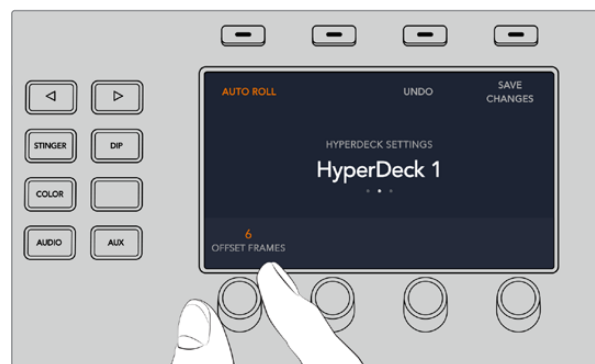 AUTO ROLL
UNDO
SAVE
CHANGES
HYPERDECK SETTINGS
HyperDeck 1
6
OFFSET FRAMES
STINGER
DIP
COLOR
AUDIO
AUX